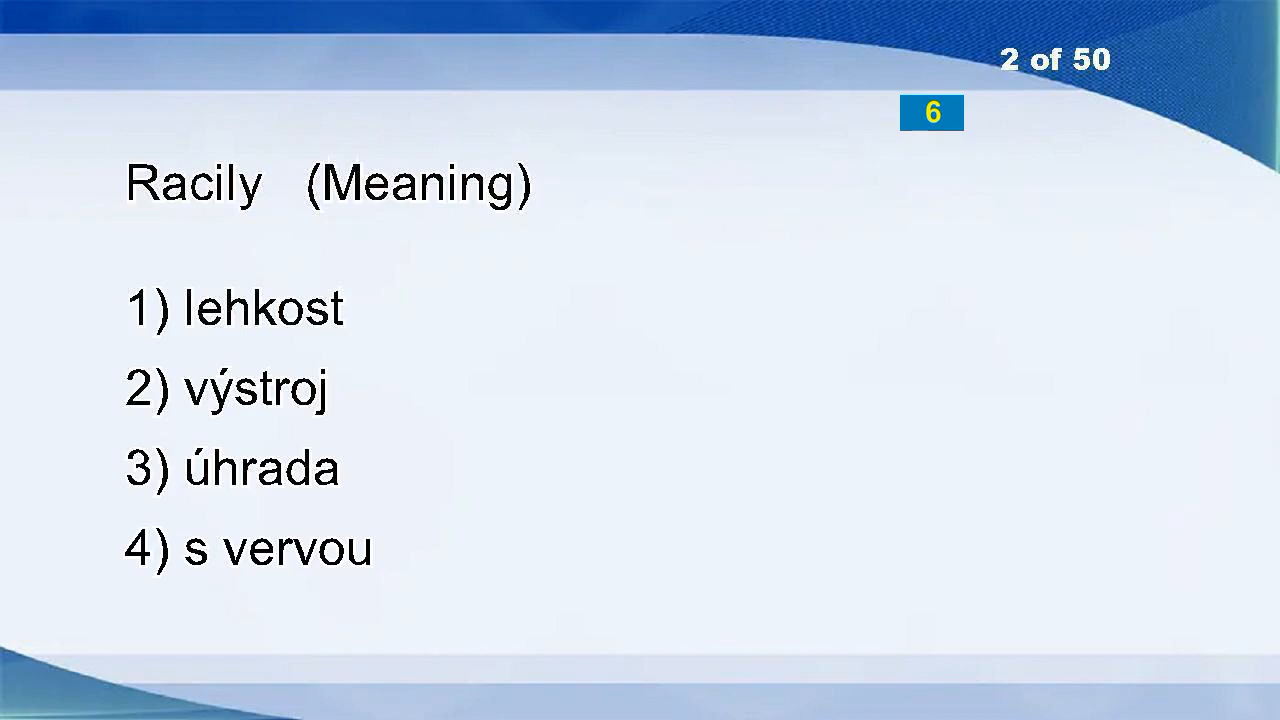 2 of 50
6
Racily (Meaning)
1) lehkost
2) výstroj
3) úhrada
4) s vervou